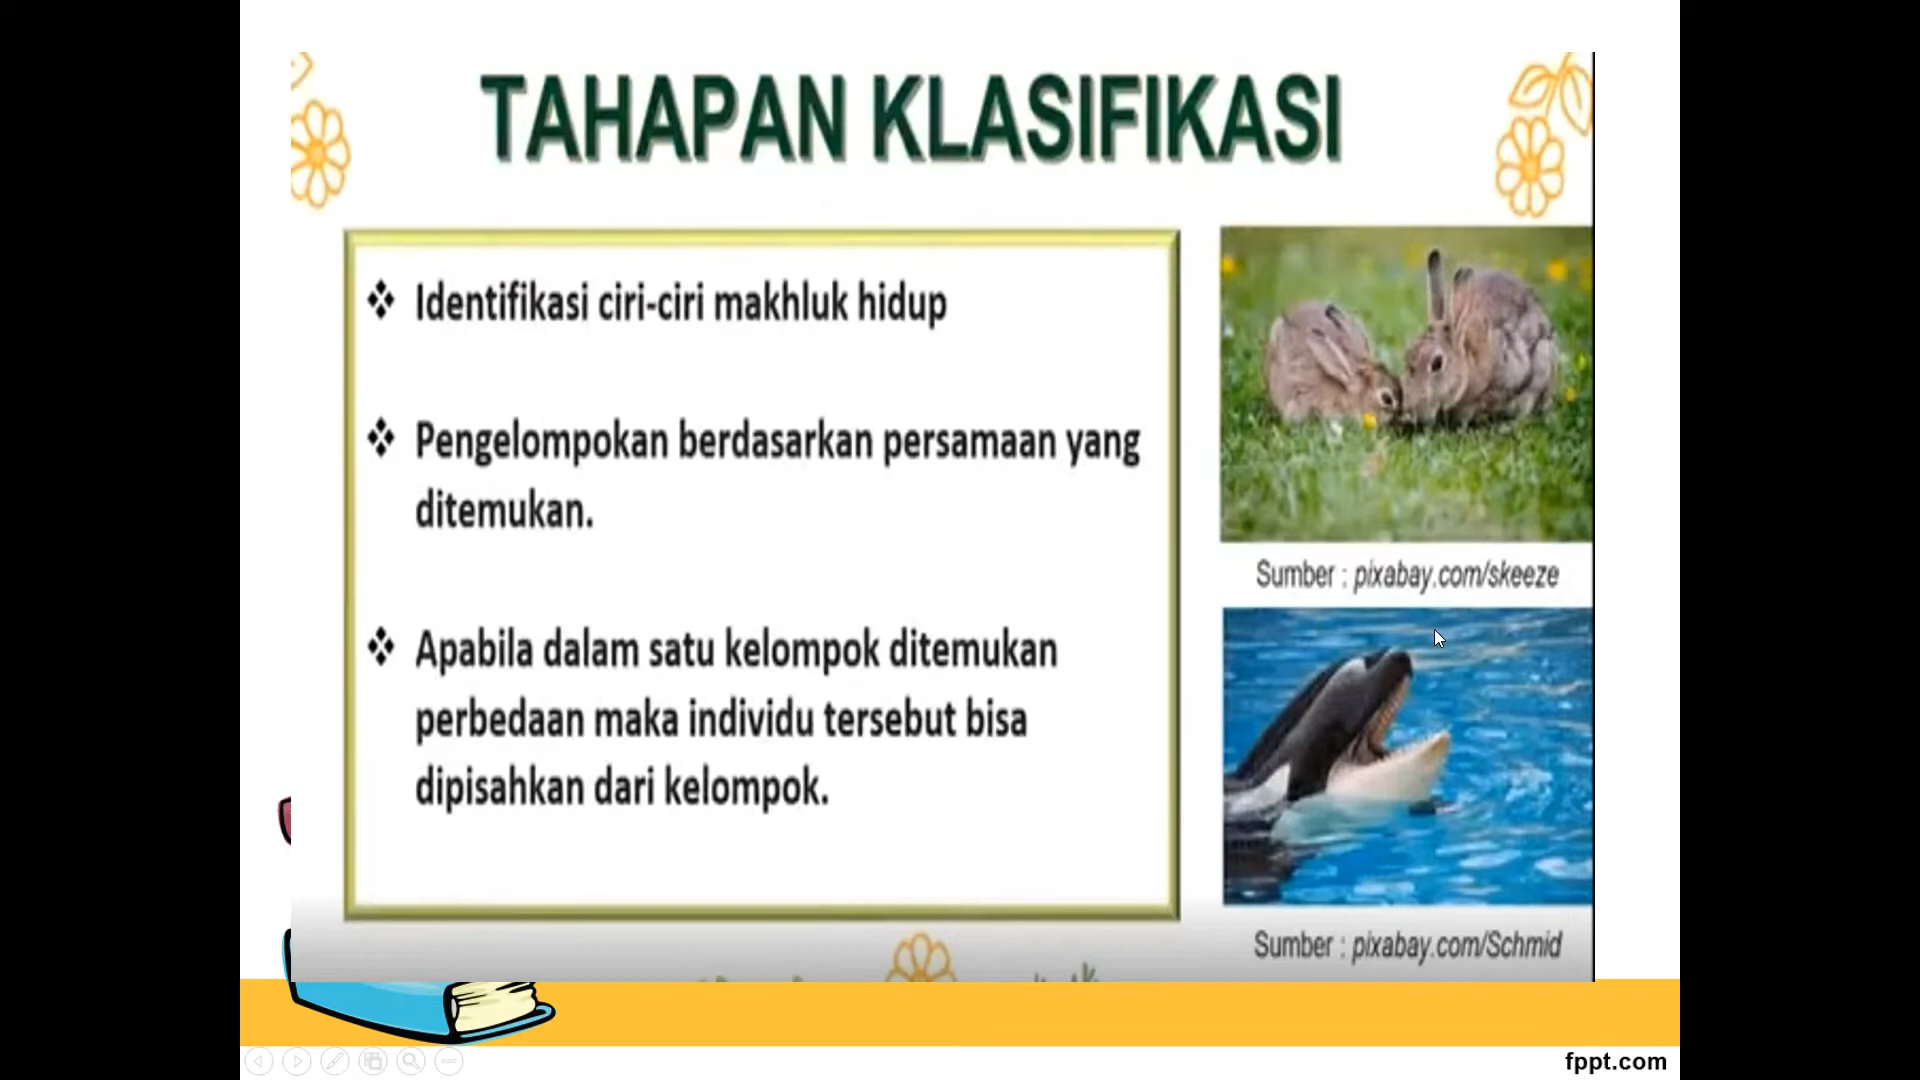 TAHAPAN KLASIFIKASI
Identifikasi ciri-ciri makhluk hidup
Pengelompokan berdasarkan persamaan yang
ditemukan.
Apabila dalam satu kelompok ditemukan
perbedaan maka individu tersebut bisa
dipisahkan dari kelompok.
Sumber : pixabay.com/skeeze
Sumber : pixabay.com/Schmid
fppt.com